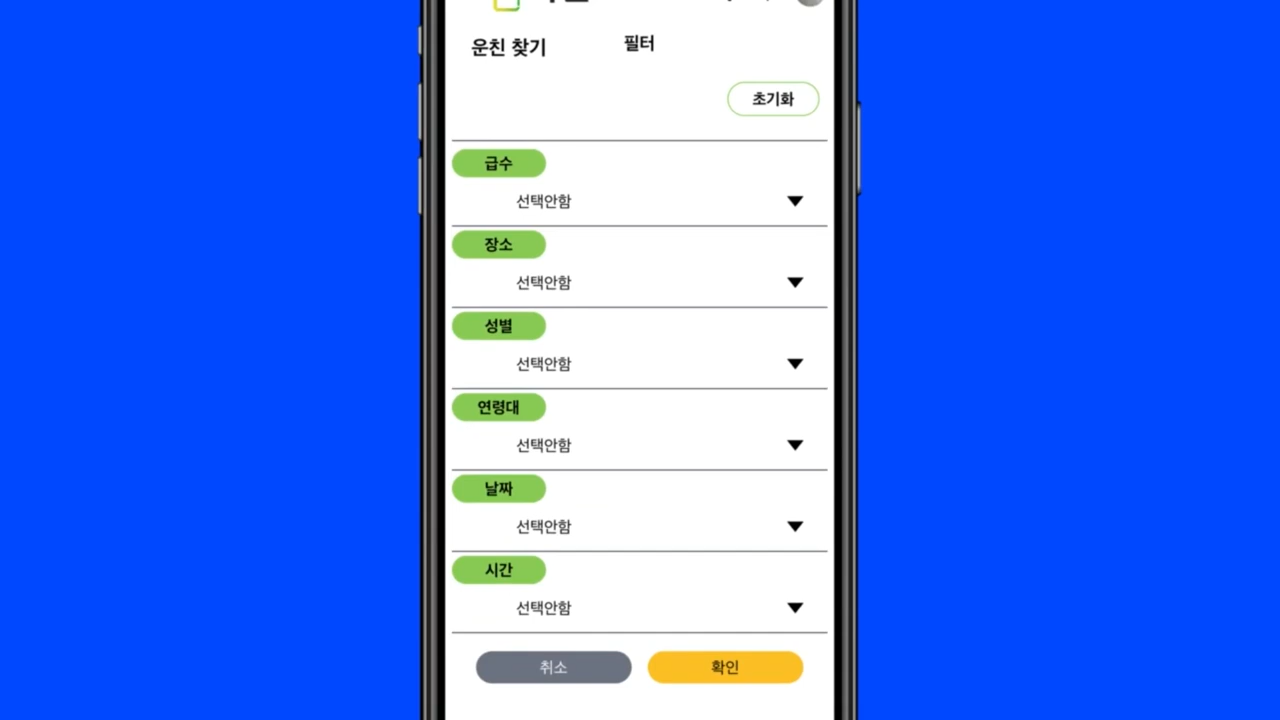 운친 찾기
필터
초기화
급수
선택안함
장소
선택안함
성별
선택안함
연령대
선택안함
날짜
선택안함
시간
선택안함
취소
확인